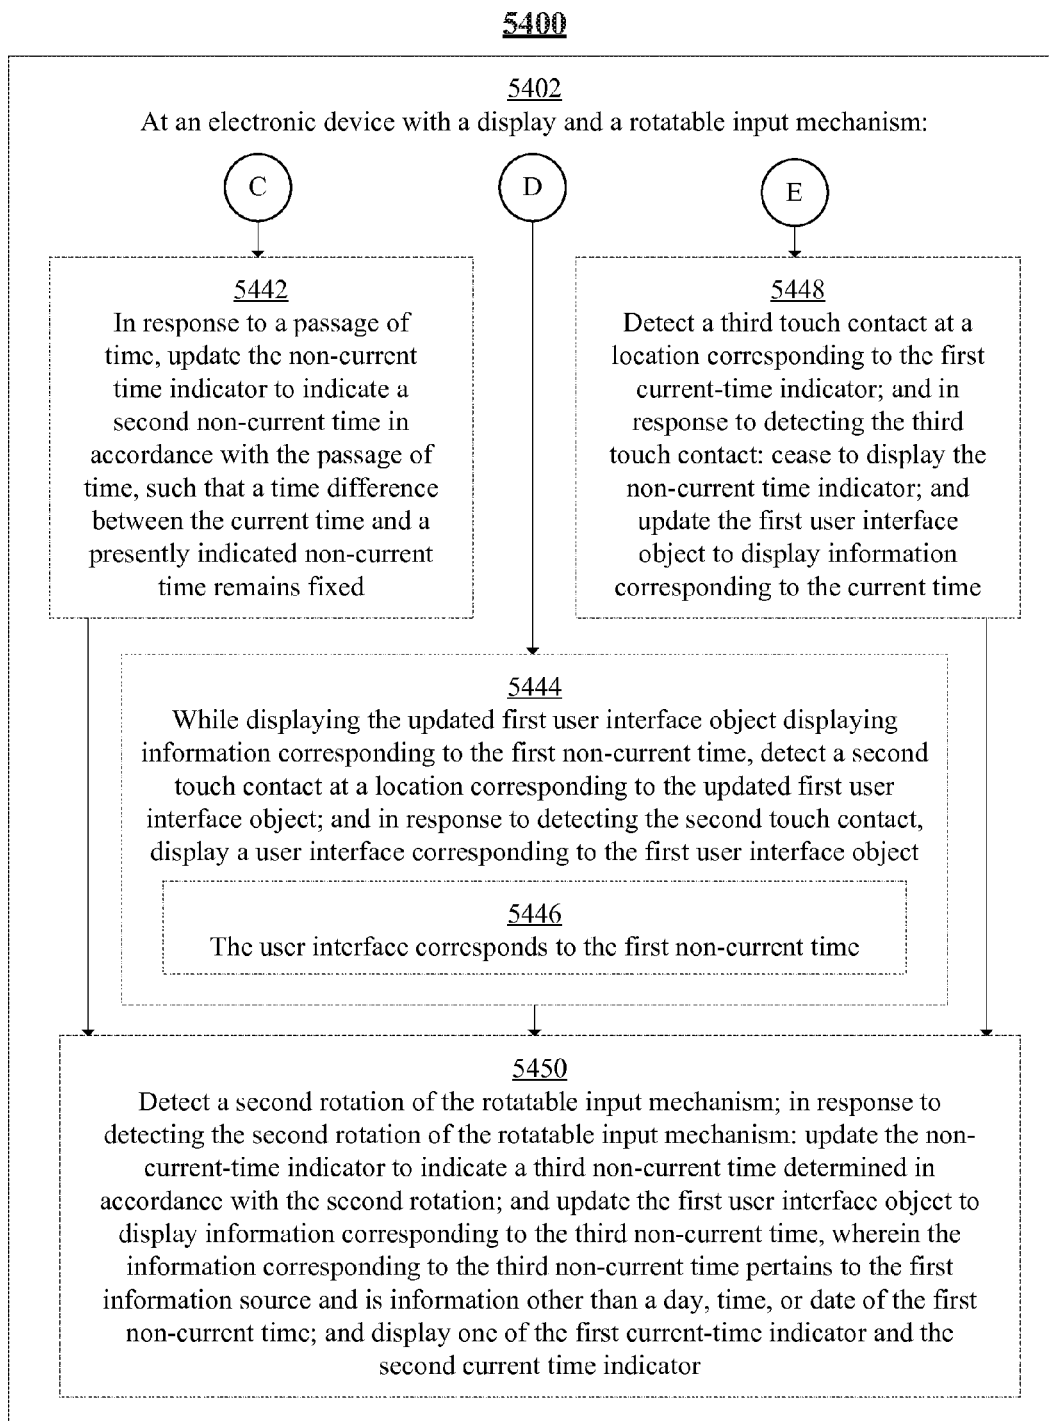 5400
5402
At an electronic device with a display and a rotatable input mechanism:
C
D
E
5442
In response to a passage of
time, update the non-current
time indicator to indicate a
second non-current time in
accordance with the passage of
time, such that a time difference
between the current time and a
presently indicated non-current
time remains fixed
5448
Detect a third touch contact at a
location corresponding to the first
current-time indicator; and in
response to detecting the third
touch contact: cease to display the
non-current time indicator; and
update the first user interface
object to display information
corresponding to the current time
5444
While displaying the updated first user interface object displaying
information corresponding to the first non-current time, detect a second
touch contact at a location corresponding to the updated first user
interface object; and in response to detecting the second touch contact,
display a user interface corresponding to the first user interface object
5446
The user interface corresponds to the first non-current time
5450
Detect a second rotation of the rotatable input mechanism; in response to
detecting the second rotation of the rotatable input mechanism: update the non-
current-time indicator to indicate a third non-current time determined in
accordance with the second rotation; and update the first user interface object to
display information corresponding to the third non-current time, wherein the
information corresponding to the third non-current time pertains to the first
information source and is information other than a day, time, or date of the first
non-current time; and display one of the first current-time indicator and the
second current time indicator